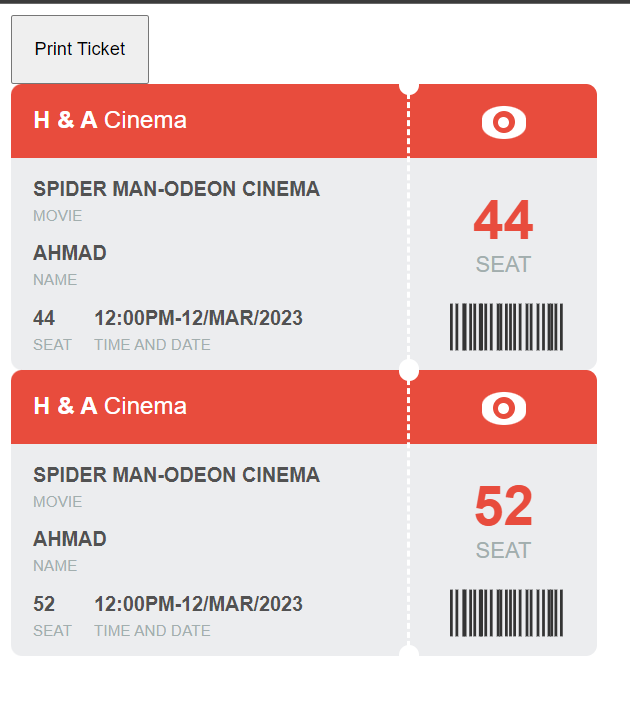 Print Ticket
H & A Cinema
SPIDER MAN-ODEON CINEMA
MOVIE
AHMAD
NAME
44 12:00PM-12/MAR/2023
SEAT TIME AND DATE
44
SEAT
H & A Cinema
SPIDER MAN-ODEON CINEMA
MOVIE
AHMAD
NAME
52 12:00PM-12/MAR/2023
SEAT TIME AND DATE
52
SEAT